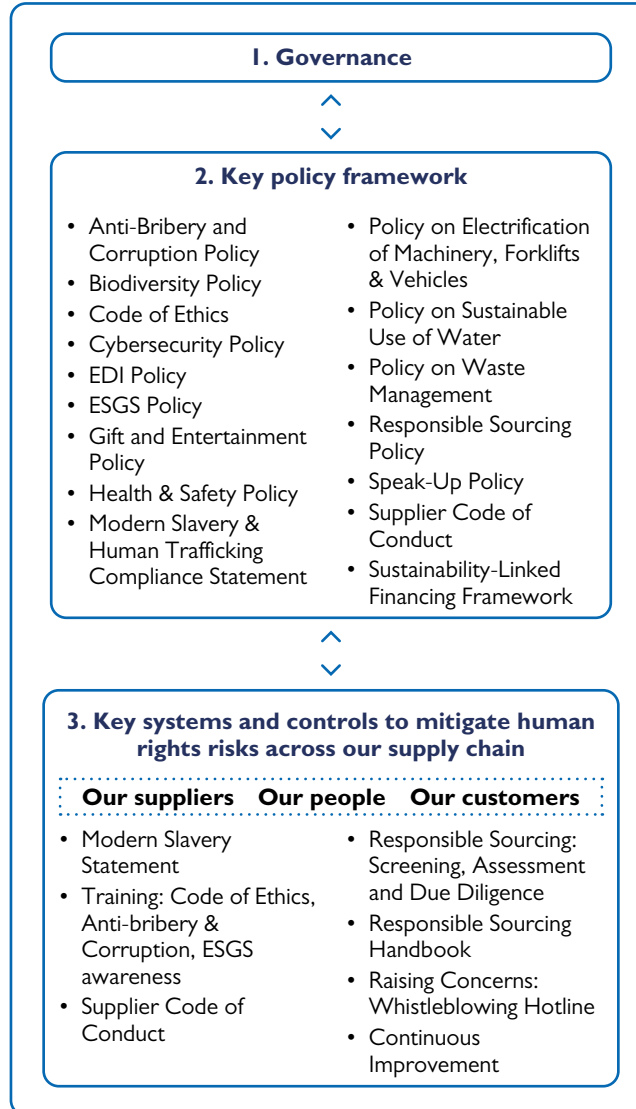 1. Governance
2. Key policy framework
• Anti-Bribery and
Corruption Policy
• Biodiversity Policy
• Code of Ethics
• Cybersecurity Policy
• EDI Policy
• ESGS Policy
• Gift and Entertainment
Policy
• Health & Safety Policy
• Modern Slavery &
Human Trafficking
Compliance Statement
• Policy on Electrification
of Machinery, Forklifts
& Vehicles
• Policy on Sustainable
Use of Water
• Policy on Waste
Management
• Responsible Sourcing
Policy
• Speak-Up Policy
• Supplier Code of
Conduct
• Sustainability-Linked
Financing Framework
3. Key systems and controls to mitigate human
rights risks across our supply chain
Our suppliers Our people Our customers
• Modern Slavery
Statement
• Training: Code of Ethics,
Anti-bribery &
Corruption, ESGS
awareness
• Supplier Code of
Conduct
• Responsible Sourcing:
Screening, Assessment
and Due Diligence
• Responsible Sourcing
Handbook
• Raising Concerns:
Whistleblowing Hotline
• Continuous
Improvement